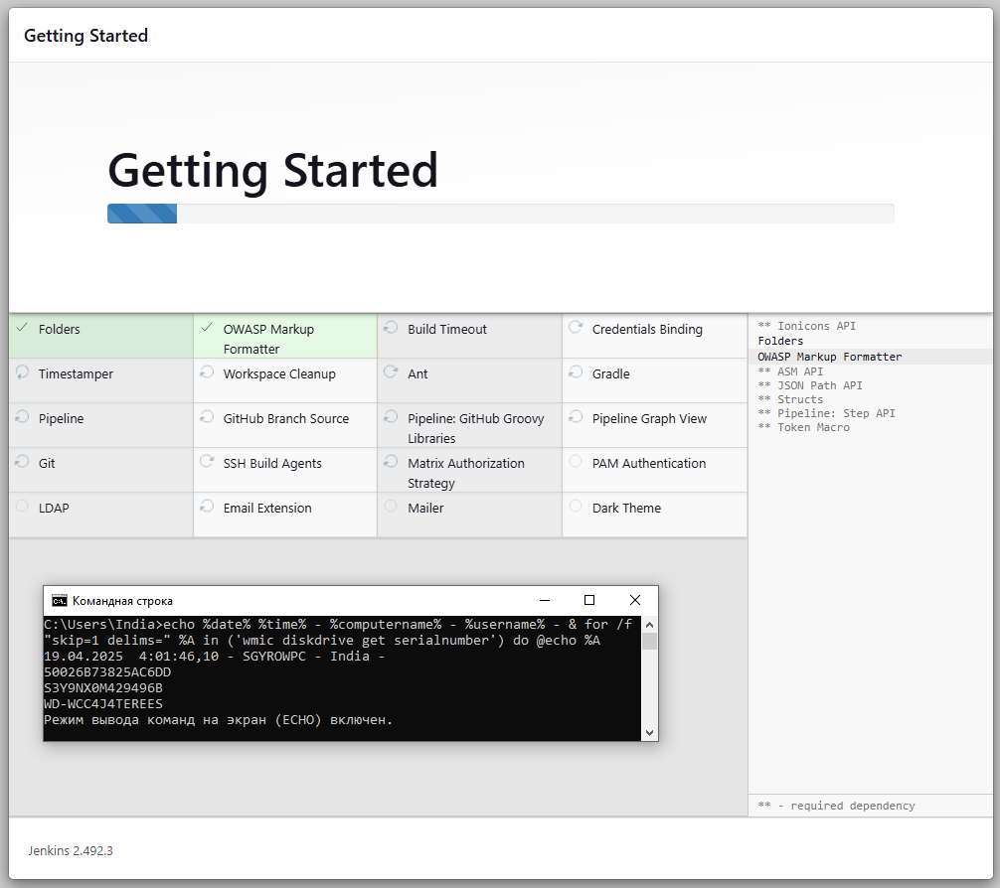 Getting Started
Getting Started
Folders
OWASP Markup
Formatter
Build Timeout
Credentials Binding
Timestamper
Workspace Cleanup
Ant
Gradle
Pipeline
GitHub Branch Source
Pipeline: GitHub Groovy
Libraries
Pipeline Graph View
Git
SSH Build Agents
Matrix Authorization
Strategy
PAM Authentication
LDAP
Email Extension
Mailer
Dark Theme
** Ionicons API
Folders
OWASP Markup Formatter
** ASM API
** JSON Path API
** Structs
** Pipeline: Step API
** Token Macro
Командная строка
C:\Users\India>echo %date% %time% - %computername% - %username% - & for /f
"skip=1 delims=" %A in ('wmic diskdrive get serialnumber') do @echo %A
19.04.2025  4:01:46,10 - SGYROWPC - India -
50026B73825AC6DD
S3Y9NX0M429496B
WD-WCC4J4TEREES
Режим вывода команд на экран (ECHO) включен.
** - required dependency
Jenkins 2.492.3